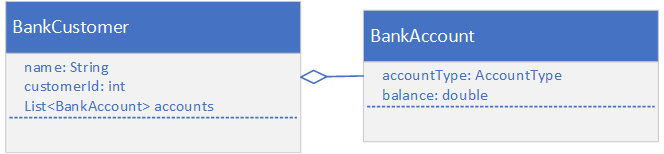 BankCustomer
name: String
customerId: int
List<BankAccount> accounts
BankAccount
accountType: AccountType
balance: double